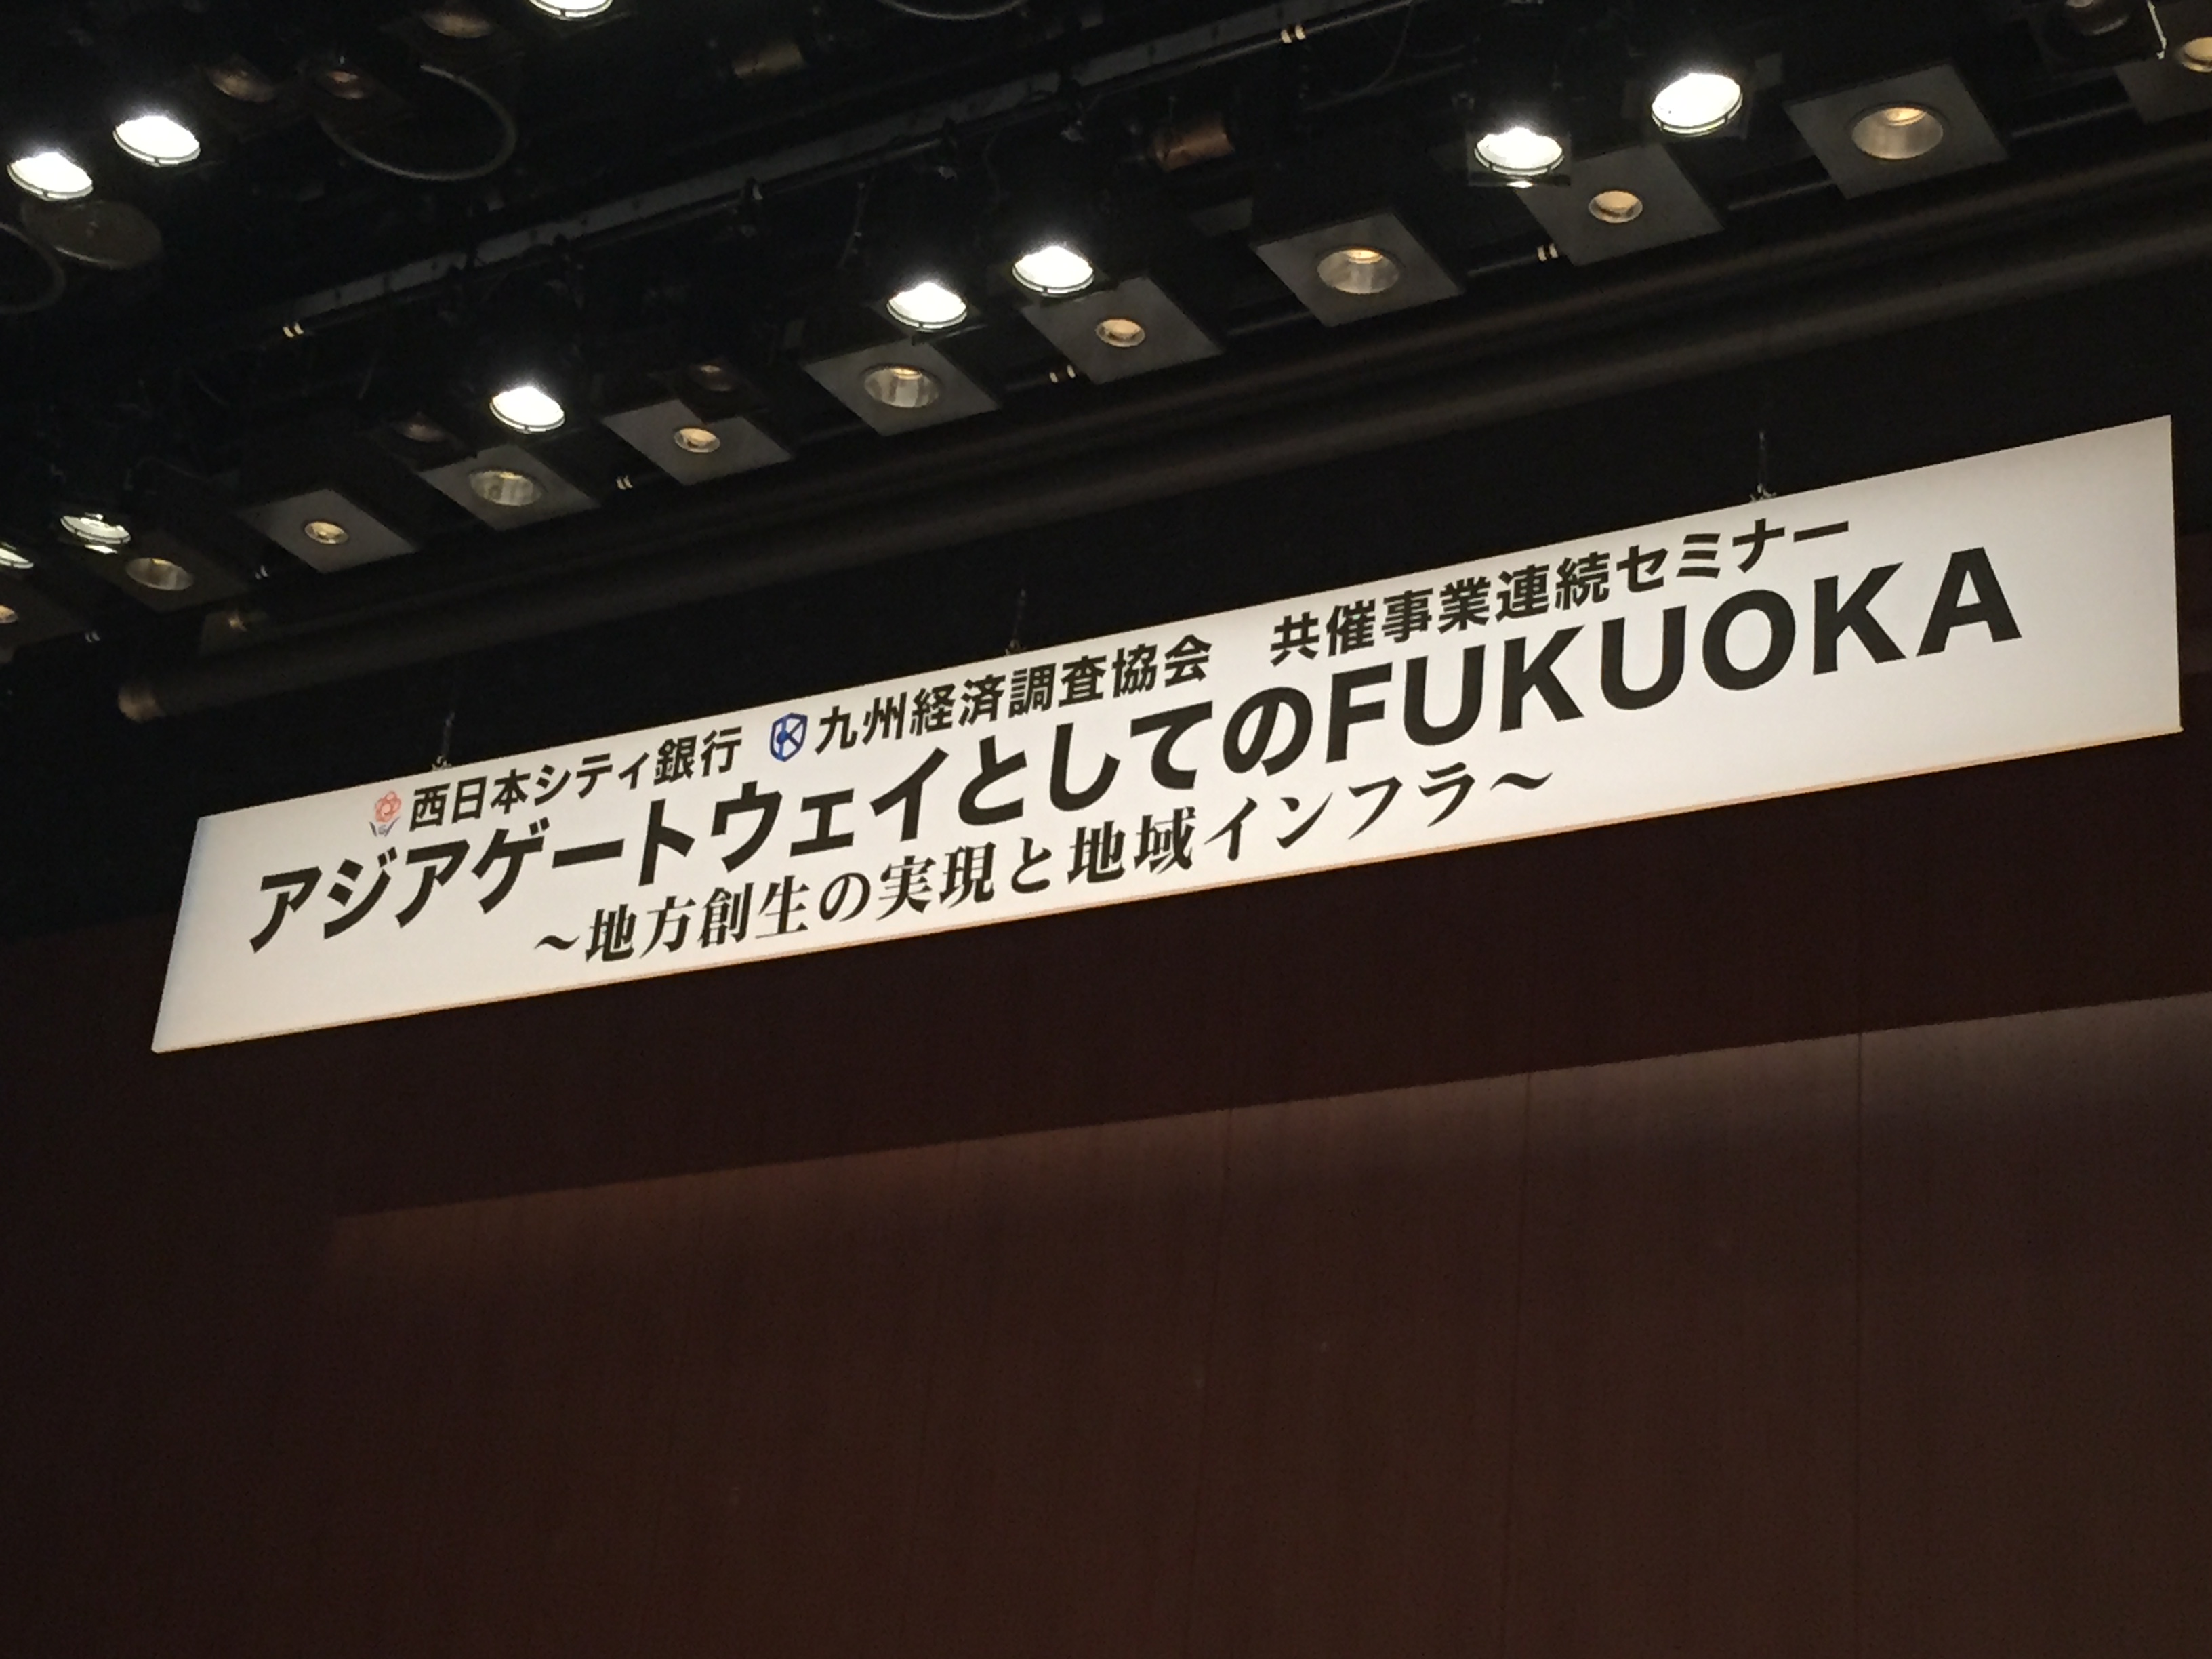 西日本シティ銀行 九州経済調査協会 共催事業連続セミナー
アジアゲートウェイとしてのFUKUOKA
～地方創生の実現と地域インフラ～